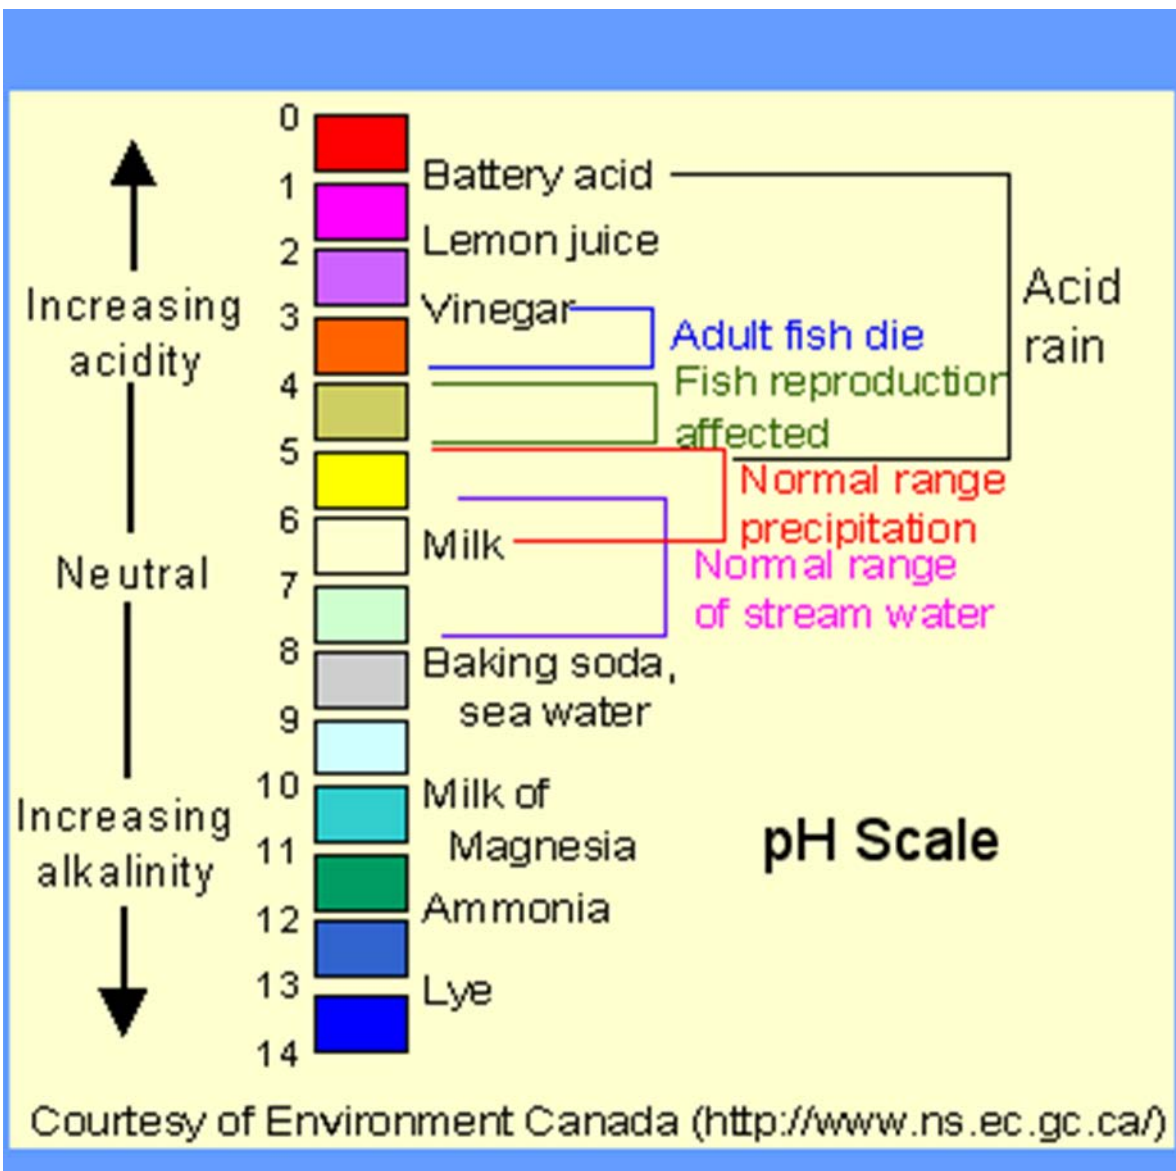 0
Battery acid
1
Lemon juice
2
Vinegar
3
Adult fish die
4
Fish reproduction
affected
5
Normal range
precipitation
6
Milk
Normal range
of stream water
7
8
Baking soda,
sea water
9
10
Milk of
Magnesia
11
Ammonia
12
13
Lye
14
Acid
rain
Increasing
acidity
Neutral
Increasing
alkalinity
pH Scale
Courtesy of Environment Canada (http://www.ns.ec.gc.ca/)